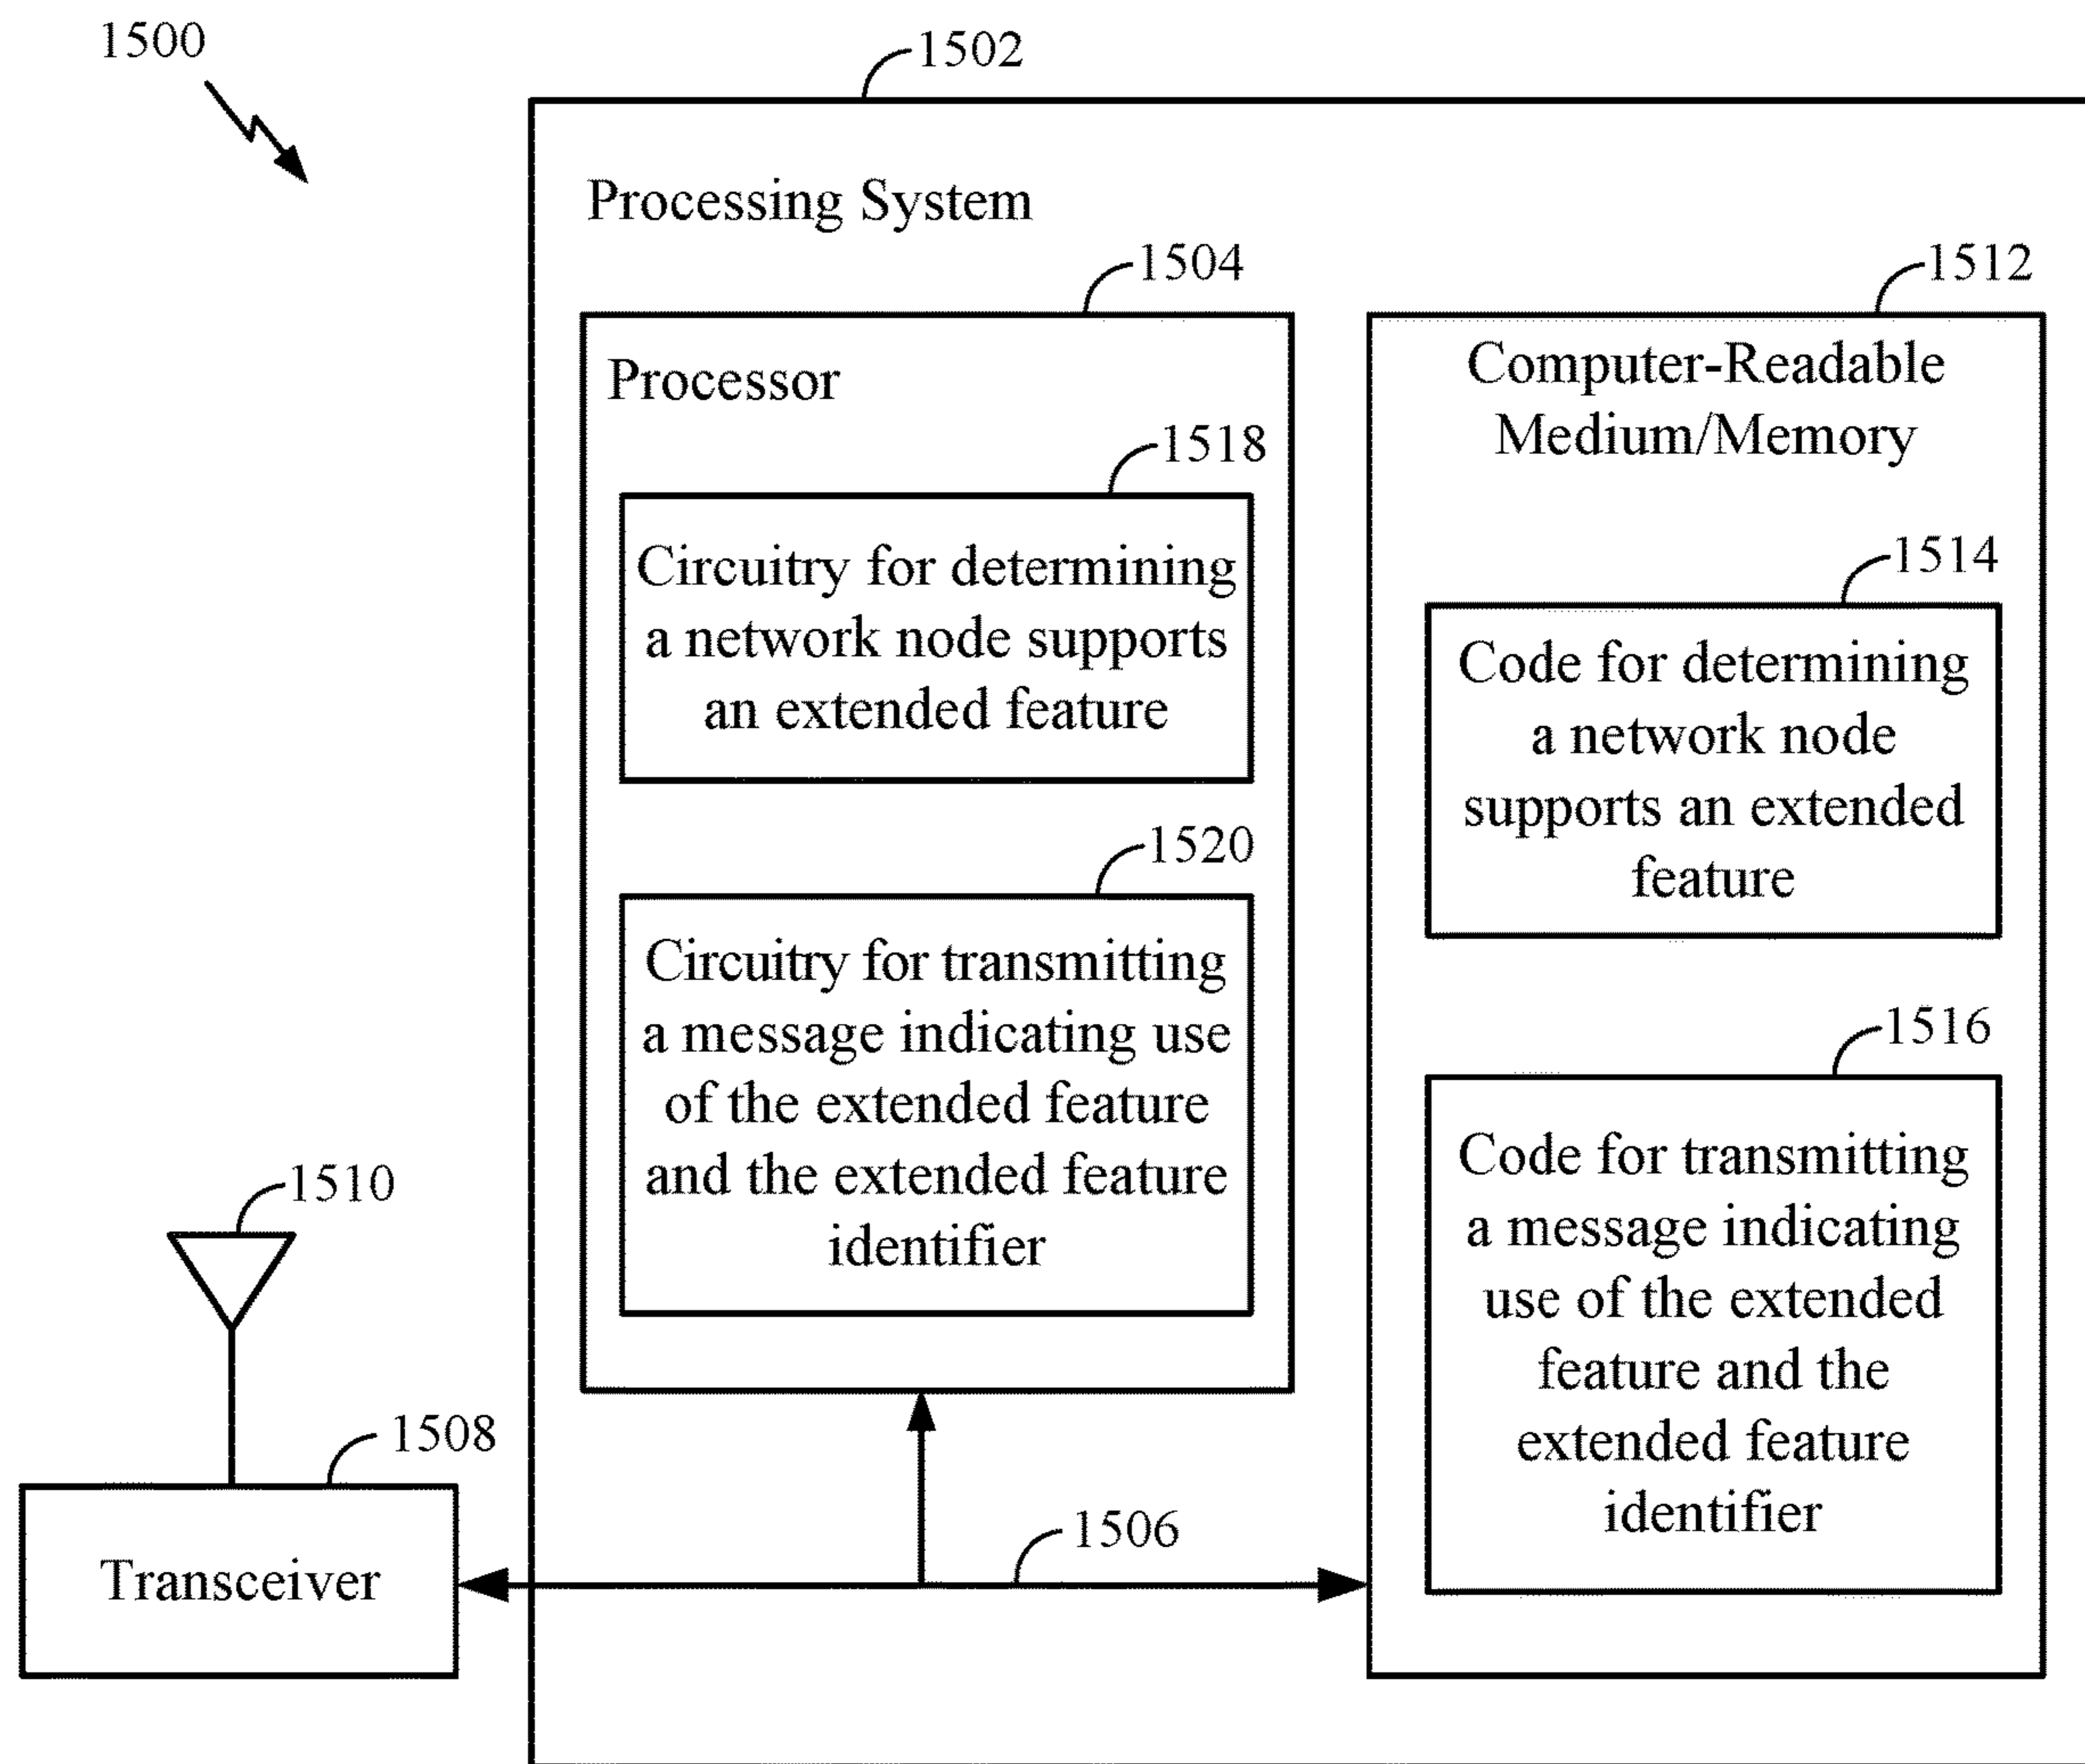 1500
1502
Processing System
1504
Processor
1518
Circuitry for determining
a network node supports
an extended feature
1520
Circuitry for transmitting
a message indicating use
of the extended feature
and the extended feature
identifier
1512
Computer-Readable
Medium/Memory
1514
Code for determining
a network node
supports an extended
feature
1516
Code for transmitting
a message indicating
use of the extended
feature and the
extended feature
identifier
1510
1508
Transceiver
1506